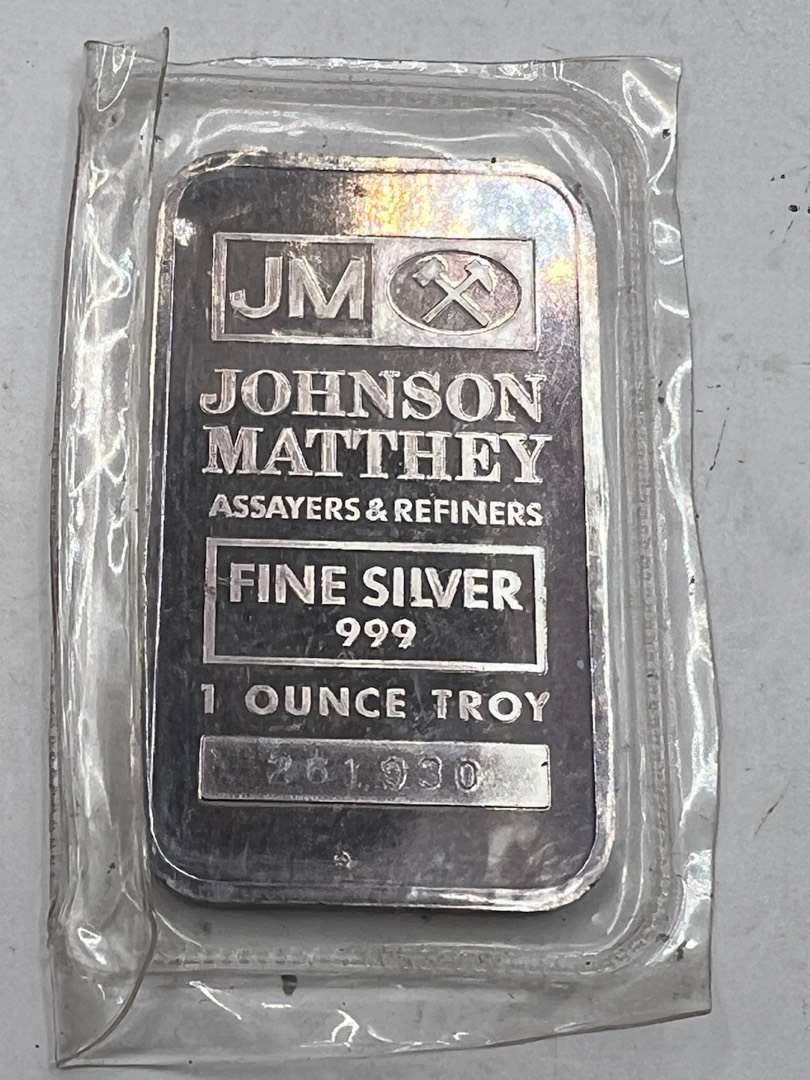 JM
JOHNSON
MATTHEY
ASSAYERS & REFINERS
FINE SILVER
999
1 OUNCE TROY
261930